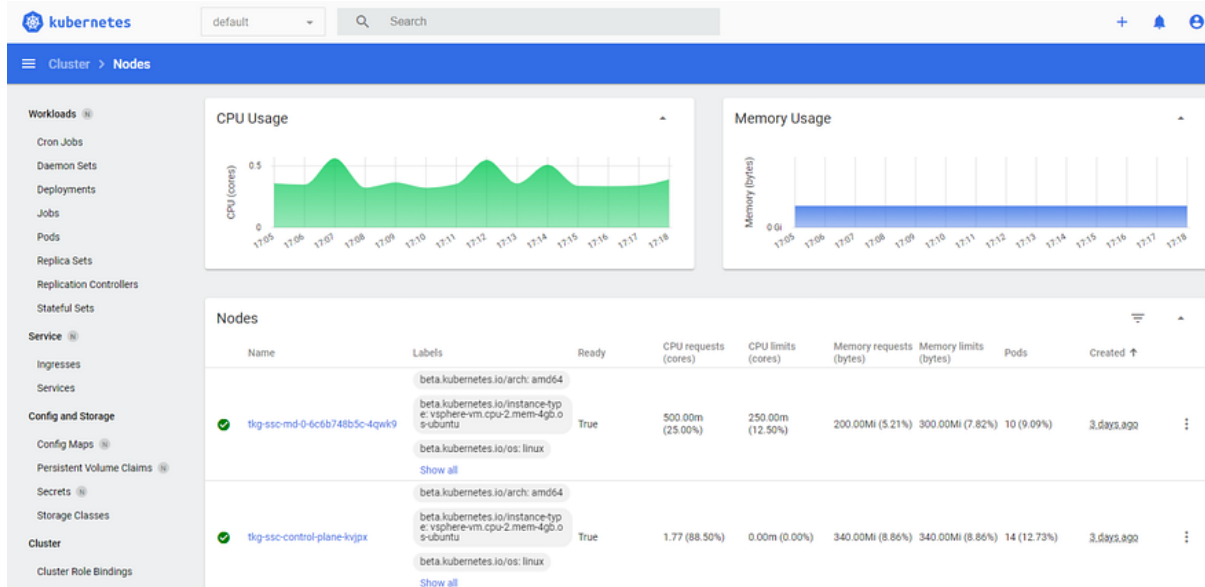 kubernetes
default
Search
Cluster > Nodes
Workloads N
Cron Jobs
Daemon Sets
Deployments
Jobs
Pods
Replica Sets
Replication Controllers
Stateful Sets
Service N
Ingresses
Services
Config and Storage
Config Maps N
Persistent Volume Claims N
Secrets N
Storage Classes
Cluster
Cluster Role Bindings
CPU Usage
CPU (cores)
0.5
0
17:05 17:06 17:07 17:08 17:09 17:10 17:11 17:12 17:13 17:14 17:15 17:16 17:17 17:18
Memory Usage
Memory (bytes)
0 Gi
17:05 17:06 17:07 17:08 17:09 17:10 17:11 17:12 17:13 17:14 17:15 17:16 17:17 17:18
Nodes
Name Labels Ready CPU requests (cores) CPU limits (cores) Memory requests (bytes) Memory limits (bytes) Pods Created ↑
beta.kubernetes.io/arch: amd64
beta.kubernetes.io/instance-typ
e: vsphere-vm.cpu-2.mem-4gb.o
s-ubuntu
tkg-ssc-md-0-6c6b748b5c-4qwk9 True 500.00m (25.00%) 250.00m (12.50%) 200.00Mi (5.21%) 300.00Mi (7.82%) 10 (9.09%) 3 days ago
beta.kubernetes.io/os: linux
Show all
beta.kubernetes.io/arch: amd64
beta.kubernetes.io/instance-typ
e: vsphere-vm.cpu-2.mem-4gb.o
s-ubuntu
tkg-ssc-control-plane-kvjpx True 1.77 (88.50%) 0.00m (0.00%) 340.00Mi (8.86%) 340.00Mi (8.86%) 14 (12.73%) 3 days ago
beta.kubernetes.io/os: linux
Show all